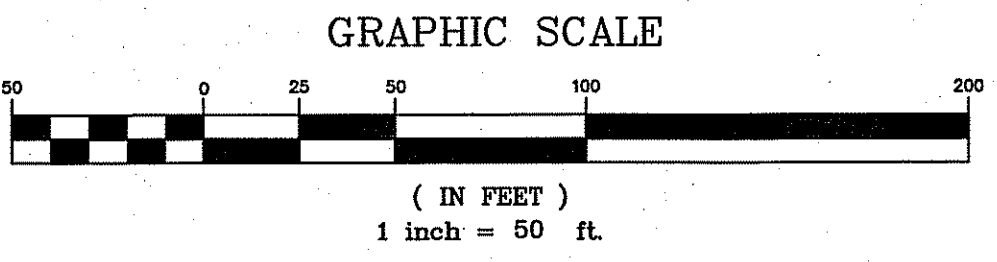 GRAPHIC SCALE
50 0 25 50 100 200
( IN FEET )
1 inch = 50 ft.